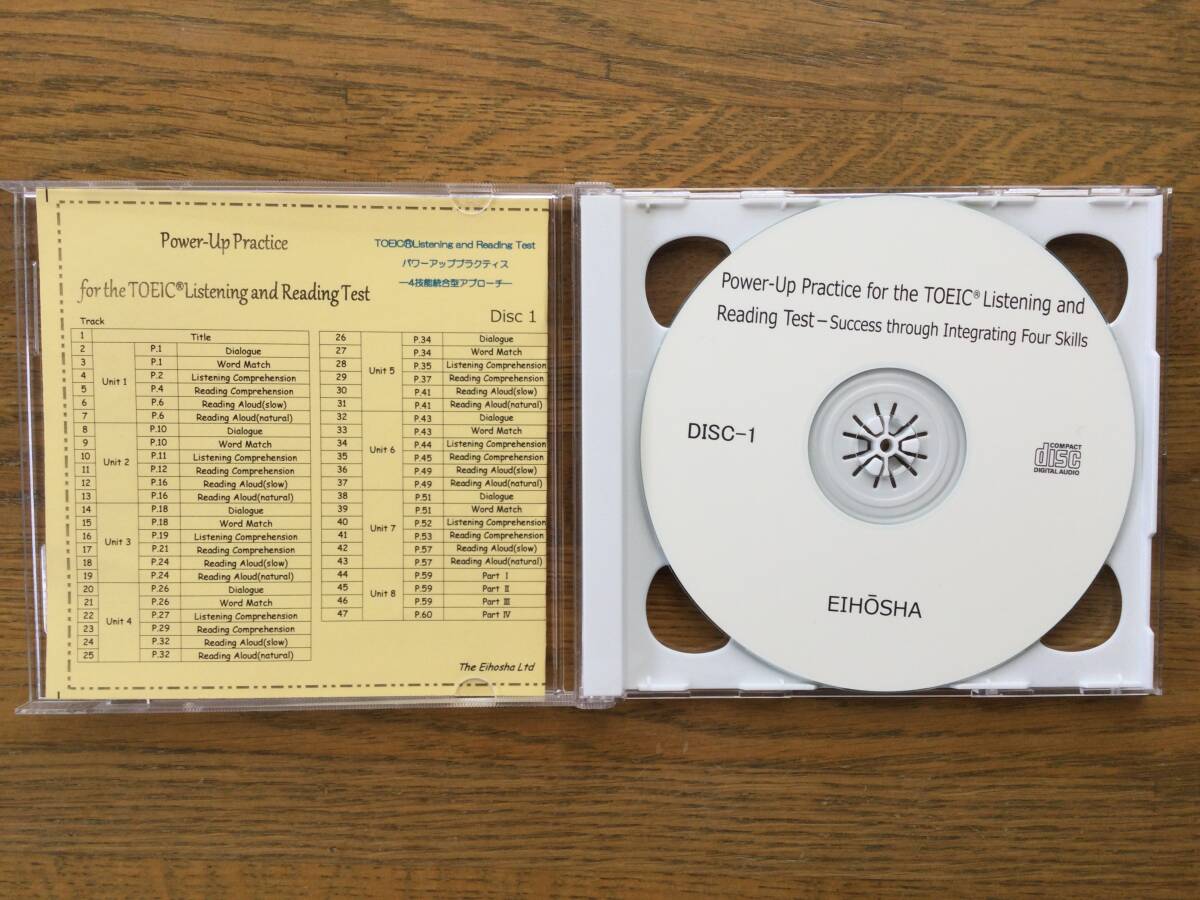 Power-Up Practice
for the TOEIC®Listening and Reading Test
TOEIC®Listening and Reading Test
パワーアッププラクティス
―4技能統合型アプローチ―
Disc 1
Track
1 Title
2 Unit 1 P.1 Dialogue
3 P.1 Word Match
4 P.2 Listening Comprehension
5 P.4 Reading Comprehension
6 P.6 Reading Aloud(slow)
7 P.6 Reading Aloud(natural)
8 Unit 2 P.10 Dialogue
9 P.10 Word Match
10 P.11 Listening Comprehension
11 P.12 Reading Comprehension
12 P.16 Reading Aloud(slow)
13 P.16 Reading Aloud(natural)
14 Unit 3 P.18 Dialogue
15 P.18 Word Match
16 P.19 Listening Comprehension
17 P.21 Reading Comprehension
18 P.24 Reading Aloud(slow)
19 P.24 Reading Aloud(natural)
20 Unit 4 P.26 Dialogue
21 P.26 Word Match
22 P.27 Listening Comprehension
23 P.29 Reading Comprehension
24 P.32 Reading Aloud(slow)
25 P.32 Reading Aloud(natural)
26 Unit 5 P.34 Dialogue
27 P.34 Word Match
28 P.35 Listening Comprehension
29 P.37 Reading Comprehension
30 P.41 Reading Aloud(slow)
31 P.41 Reading Aloud(natural)
32 Unit 6 P.43 Dialogue
33 P.43 Word Match
34 P.44 Listening Comprehension
35 P.45 Reading Comprehension
36 P.49 Reading Aloud(slow)
37 P.49 Reading Aloud(natural)
38 Unit 7 P.51 Dialogue
39 P.51 Word Match
40 P.52 Listening Comprehension
41 P.53 Reading Comprehension
42 P.57 Reading Aloud(slow)
43 P.57 Reading Aloud(natural)
44 Unit 8 P.59 Part Ⅰ
45 P.59 Part Ⅱ
46 P.59 Part Ⅲ
47 P.60 Part Ⅳ
The Eihosha Ltd
Power-Up Practice for the TOEIC® Listening and
Reading Test－Success through Integrating Four Skills
DISC-1
COMPACT
disc
DIGITAL AUDIO
EIHŌSHA